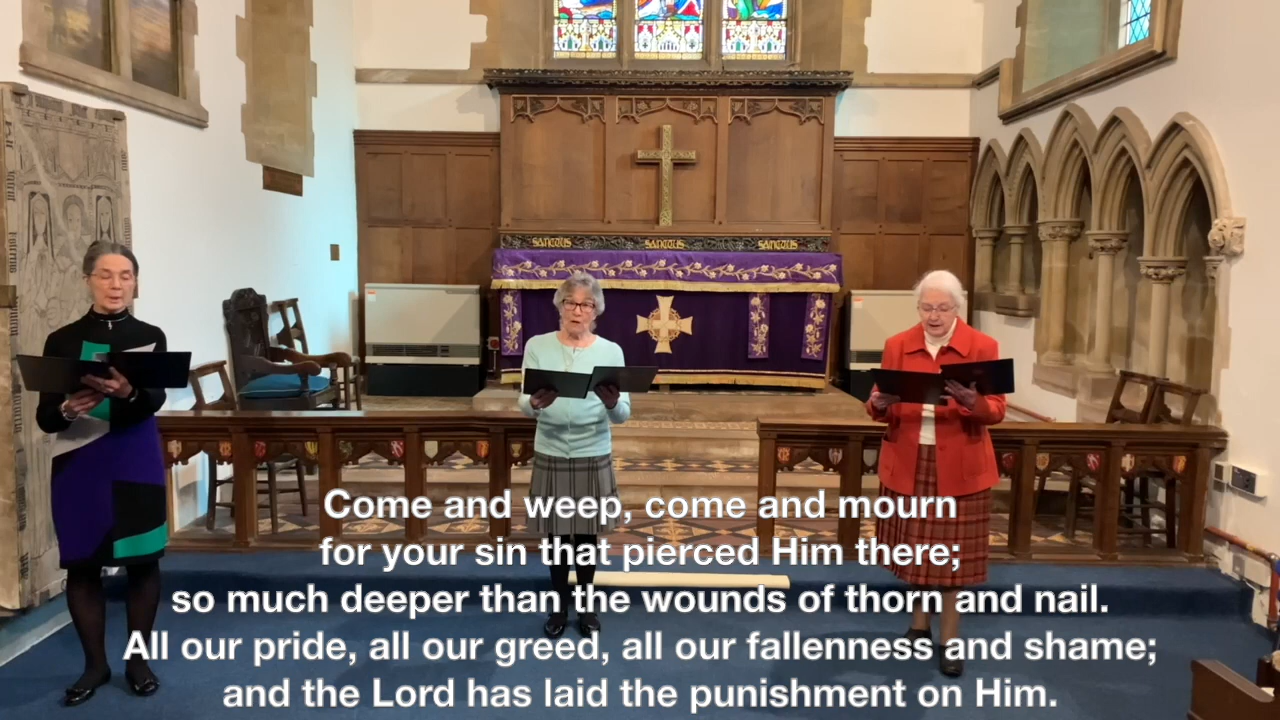 SANCTUS SANCTUS SANCTUS
Come and weep, come and mourn
for your sin that pierced Him there;
so much deeper than the wounds of thorn and nail.
All our pride, all our greed, all our fallenness and shame;
and the Lord has laid the punishment on Him.